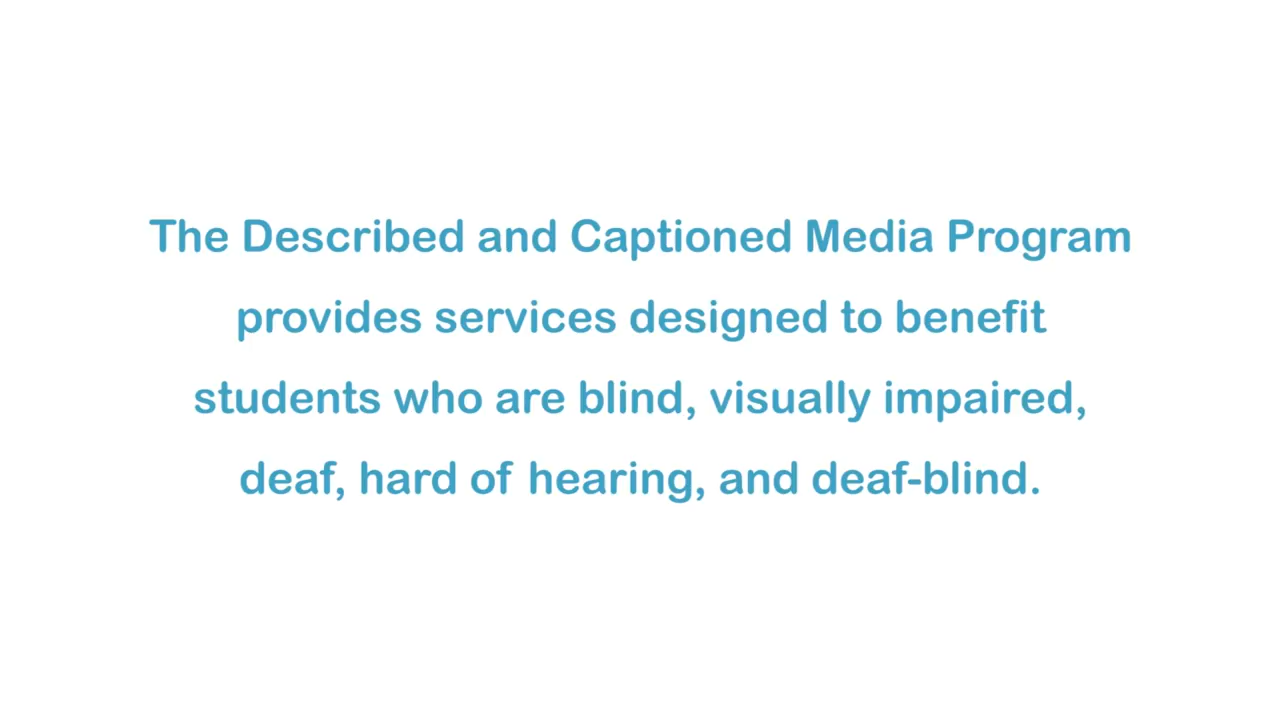 The Described and Captioned Media Program
provides services designed to benefit
students who are blind, visually impaired,
deaf, hard of hearing, and deaf-blind.